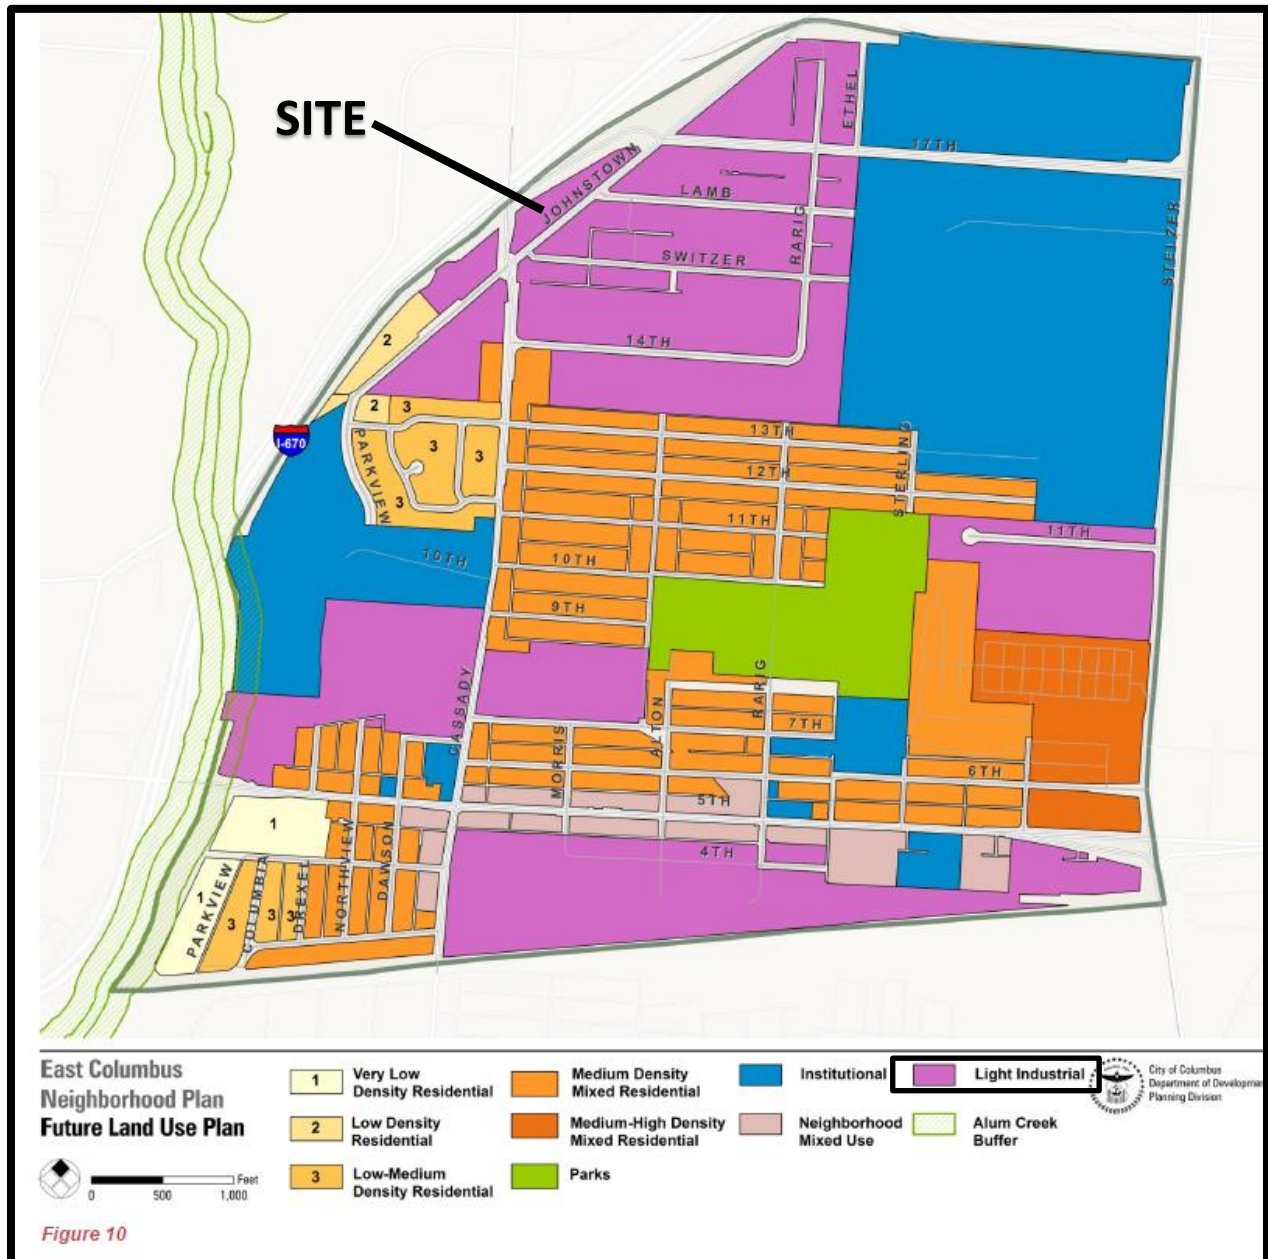 SITE
ETHEL
17TH
JOHNSTOWN
LAMB
STELZER
RARIG
SWITZER
14TH
2
2
3
13TH
I-670
3
3
STERLING
PARKVIEW
12TH
3
11TH
11TH
10TH
10TH
9TH
CASSADY
RARIG
ALTON
7TH
MORRIS
6TH
5TH
1
4TH
NORTHVIEW
DAWSON
COLUMBIA
DREXEL
1
PARKVIEW
3
3
3
East Columbus
Neighborhood Plan
Future Land Use Plan
Feet
0 500 1,000
1 Very Low
Density Residential
2 Low Density
Residential
3 Low-Medium
Density Residential
Medium Density
Mixed Residential
Medium-High Density
Mixed Residential
Parks
Institutional
Neighborhood
Mixed Use
Light Industrial
Alum Creek
Buffer
City of Columbus
Department of Developmen
Planning Division
Figure 10